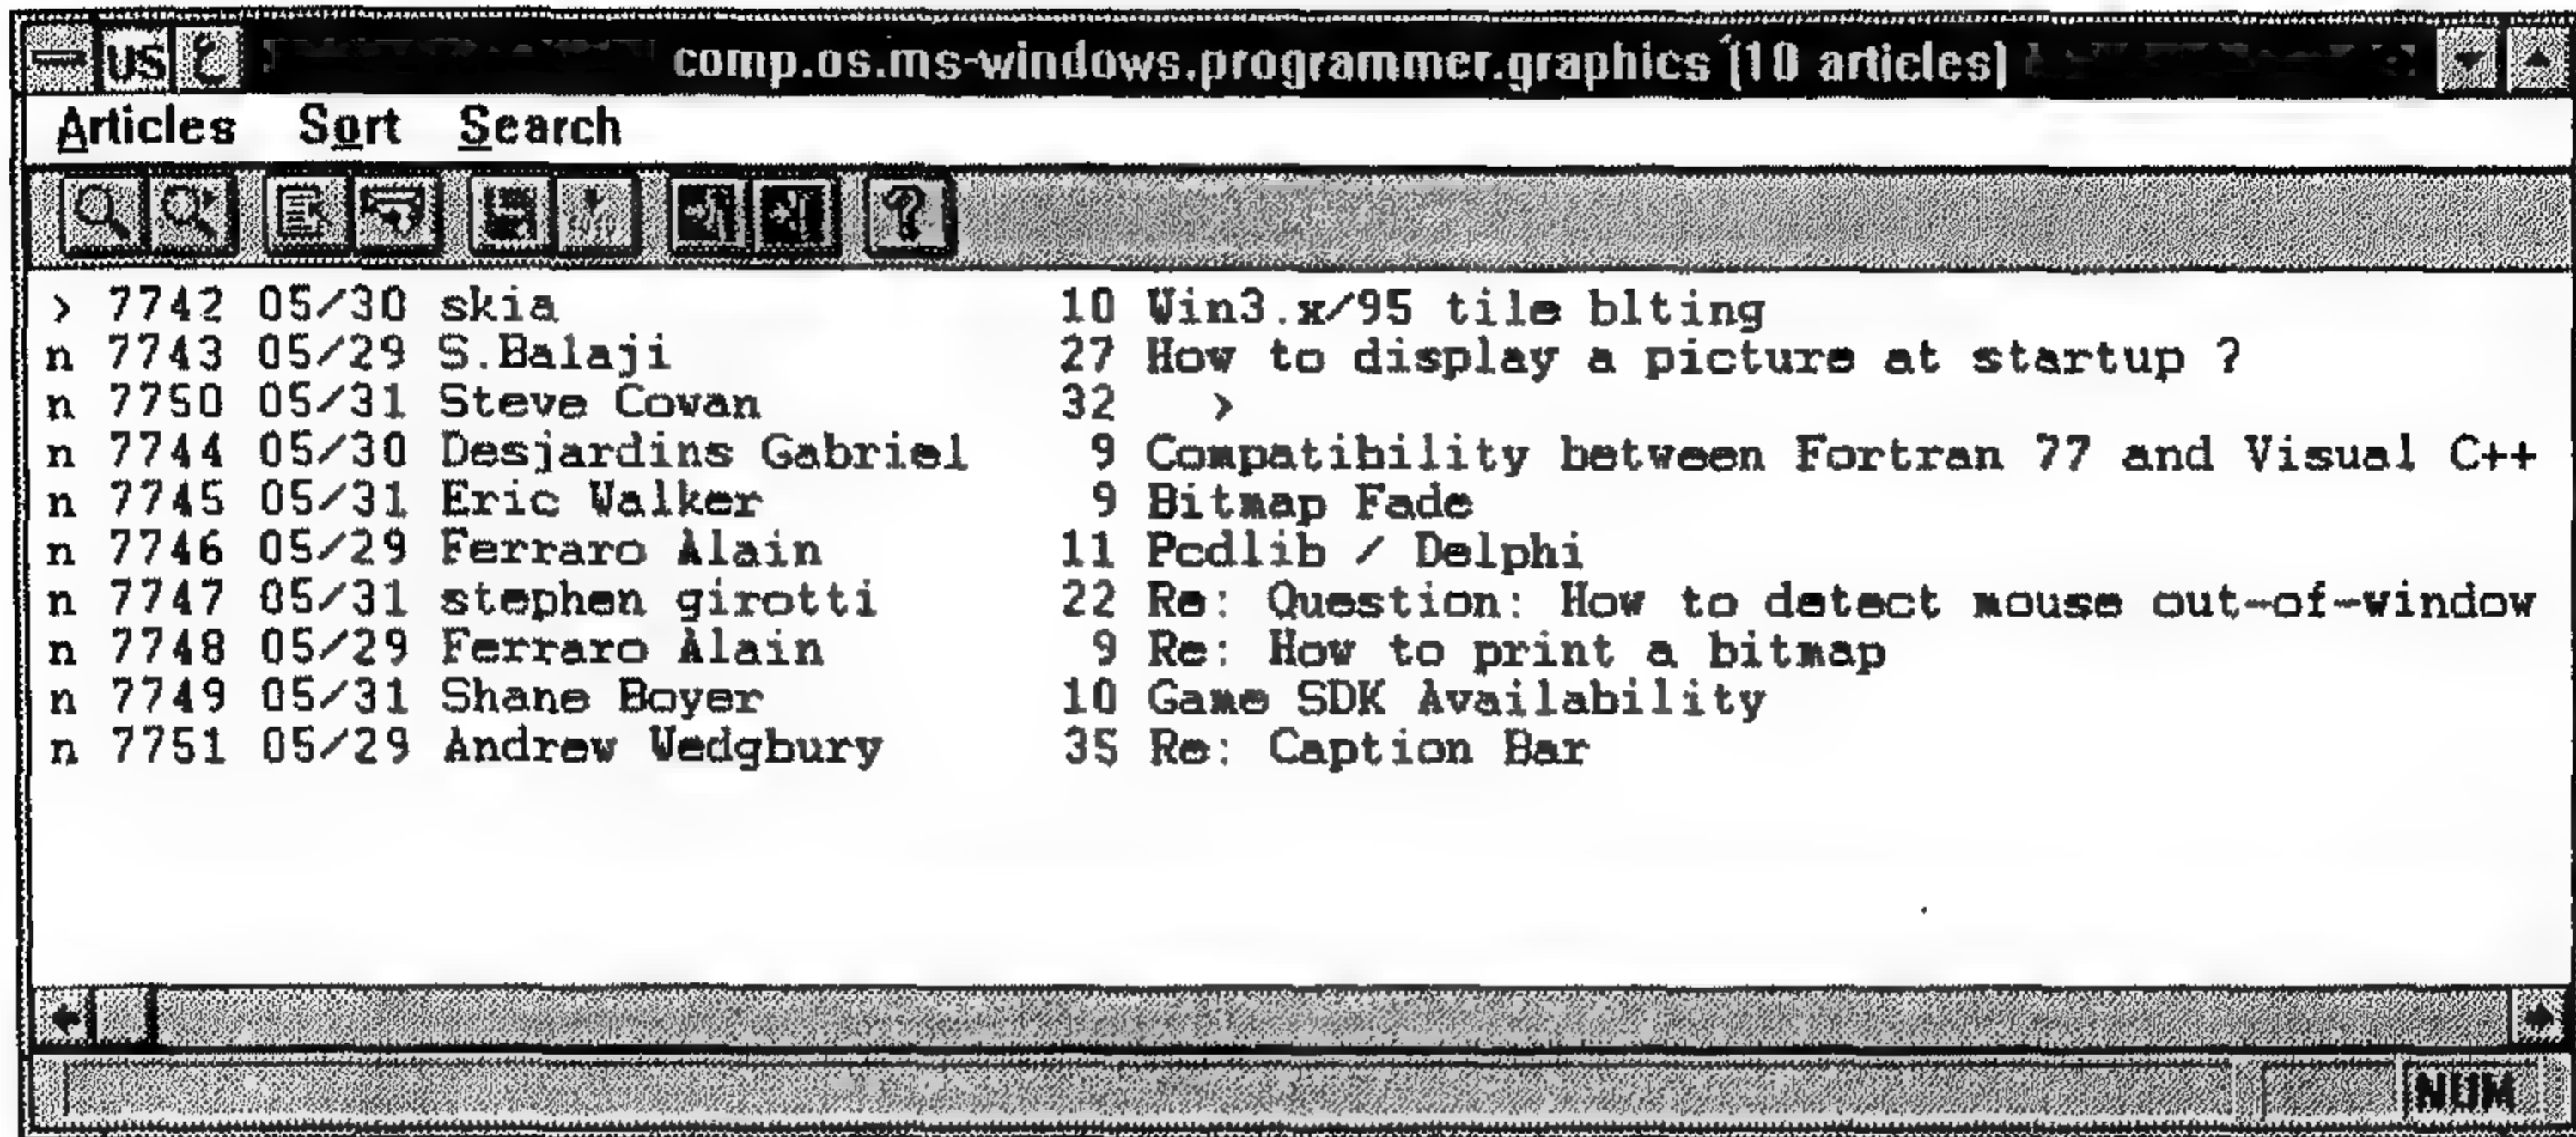 US comp.os.ms-windows.programmer.graphics (10 articles)
Articles Sort Search
> 7742 05/30 skia 10 Win3.x/95 tile blting
n 7743 05/29 S.Balaji 27 How to display a picture at startup ?
n 7750 05/31 Steve Cowan 32 >
n 7744 05/30 Desjardins Gabriel 9 Compatibility between Fortran 77 and Visual C++
n 7745 05/31 Eric Walker 9 Bitmap Fade
n 7746 05/29 Ferraro Alain 11 Pcdlib / Delphi
n 7747 05/31 stephen girotti 22 Re: Question: How to detect mouse out-of-window
n 7748 05/29 Ferraro Alain 9 Re: How to print a bitmap
n 7749 05/31 Shane Boyer 10 Game SDK Availability
n 7751 05/29 Andrew Wedgbury 35 Re: Caption Bar
NUM